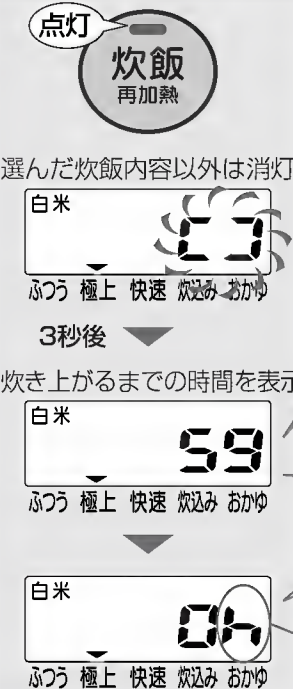 点灯
炊飯
再加熱
選んだ炊飯内容以外は消灯
白米
ふつう 極上 快速 炊込み おかゆ
3秒後
炊き上がるまでの時間を表示
白米
59
ふつう 極上 快速 炊込み おかゆ
白米
0h
ふつう 極上 快速 炊込み おかゆ